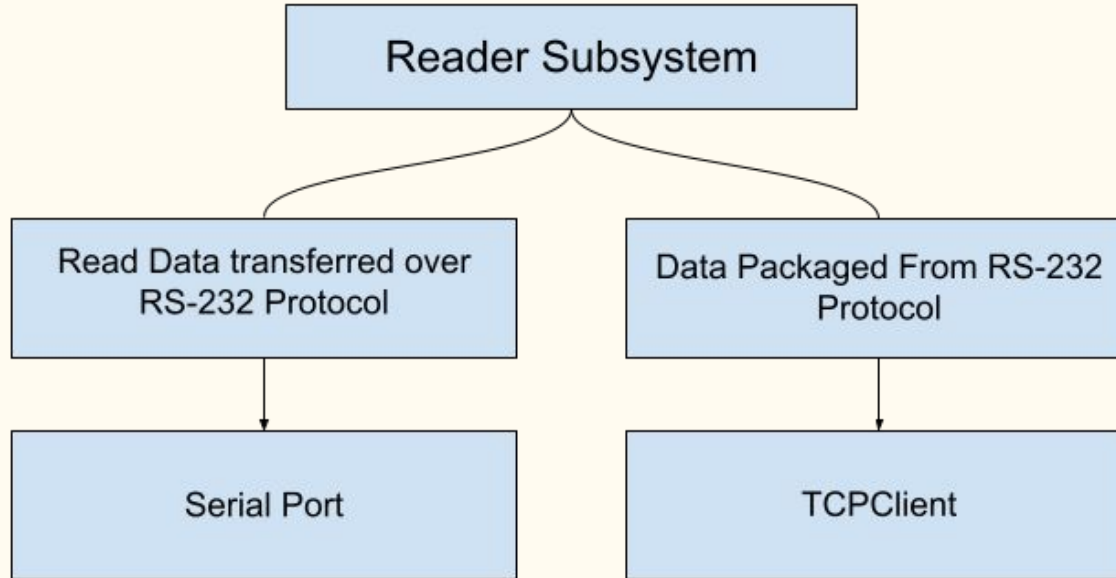 Reader Subsystem
Read Data transferred over
RS-232 Protocol
Data Packaged From RS-232
Protocol
Serial Port
TCPClient